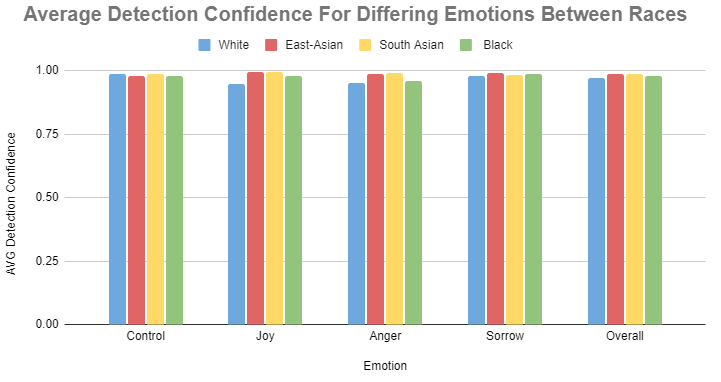 Average Detection Confidence For Differing Emotions Between Races
White East-Asian South Asian Black
1.00
0.75
0.50
0.25
0.00
AVG Detection Confidence
Control Joy Anger Sorrow Overall
Emotion